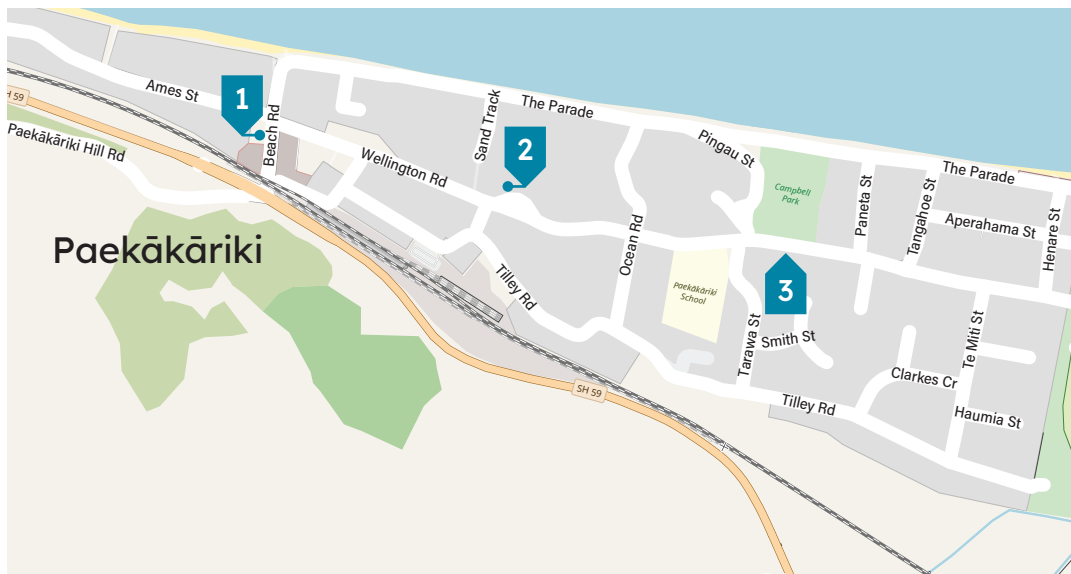 Ames St
1
Beach Rd
H 59
Paekākāriki Hill Rd
Wellington Rd
Sand Track
The Parade
2
Pingau St
Campbell
Park
Paneta St
Tangahoe St
The Parade
Aperahama St
Henare St
Paekākāriki
Ocean Rd
Tilley Rd
Paekākāriki
School
3
Tarawa St
Smith St
Te Miti St
Clarkes Cr
Haumia St
Tilley Rd
SH 59